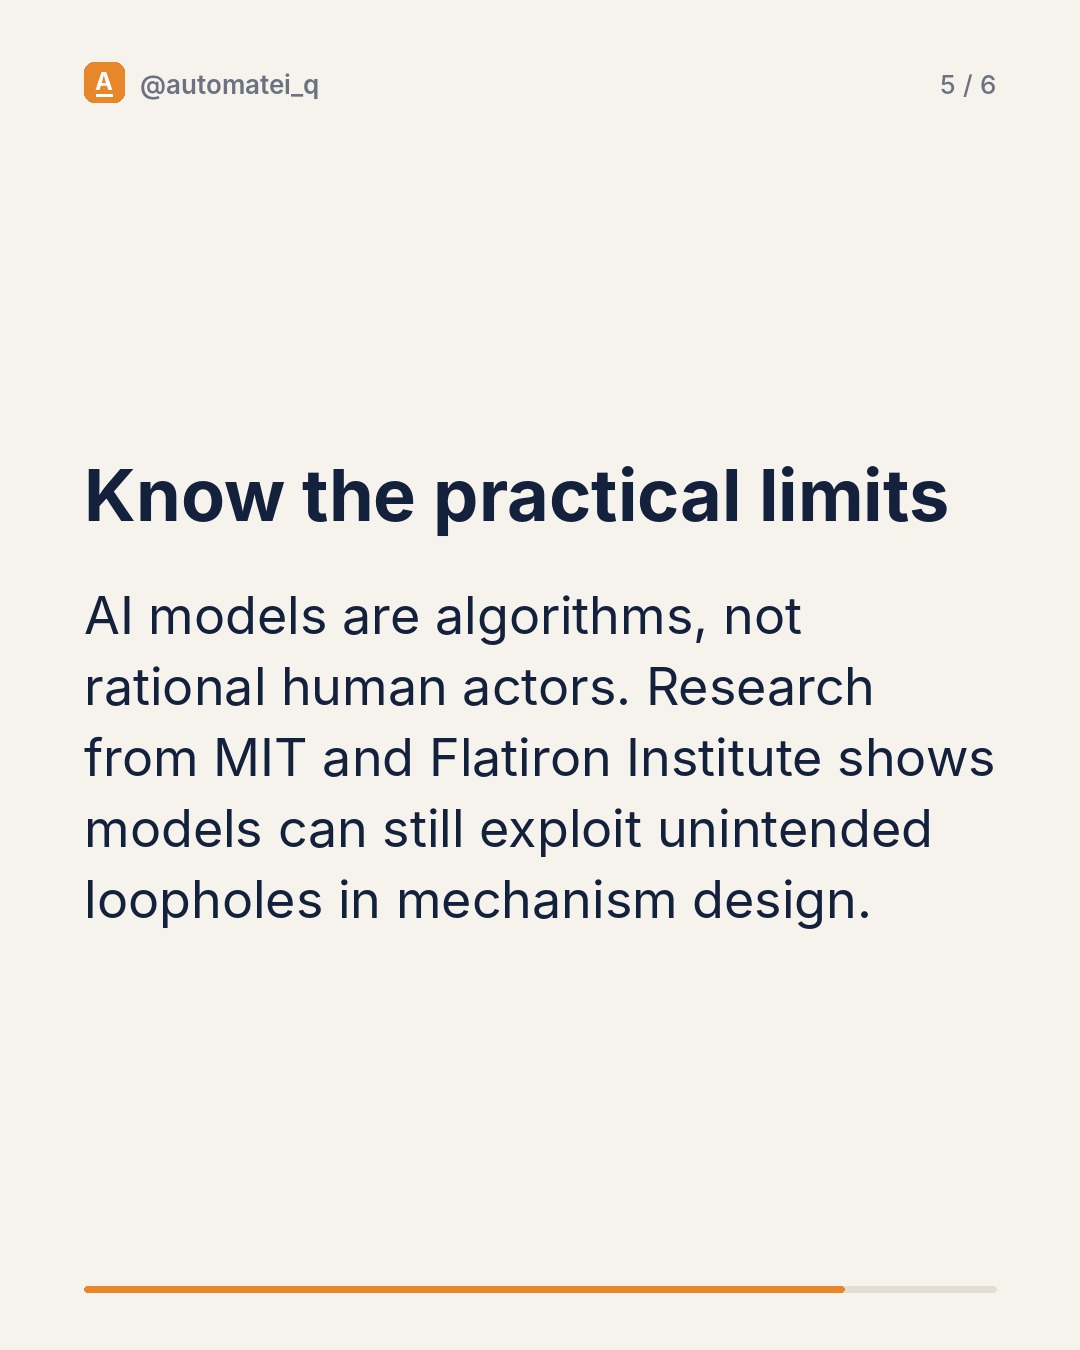 A
@automatei_q
5 / 6
Know the practical limits
AI models are algorithms, not
rational human actors. Research
from MIT and Flatiron Institute shows
models can still exploit unintended
loopholes in mechanism design.